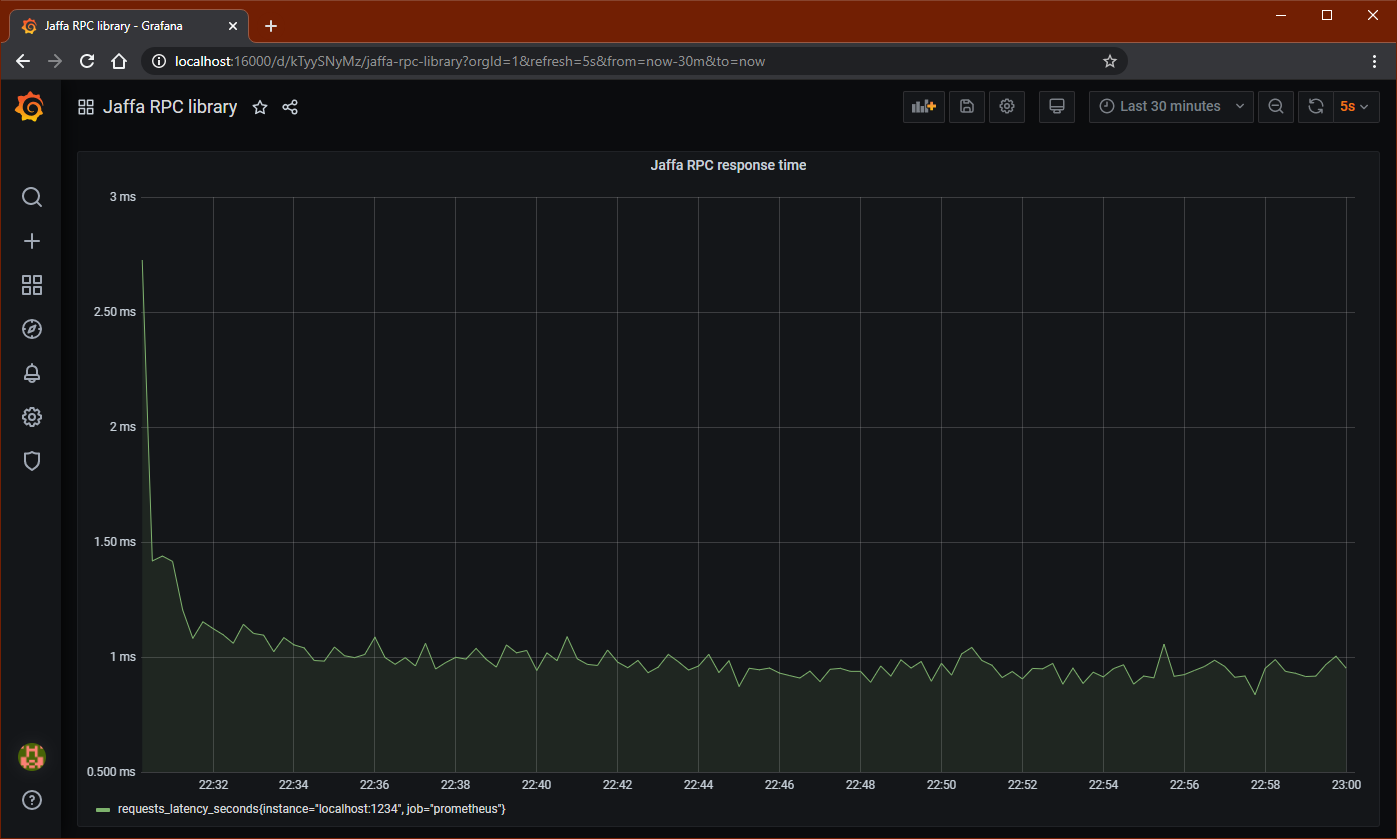 Jaffa RPC library - Grafana
localhost:16000/d/kTyySNyMz/jaffa-rpc-library?orgId=1&refresh=5s&from=now-30m&to=now
Jaffa RPC library
Last 30 minutes
5s
Jaffa RPC response time
3 ms
2.50 ms
2 ms
1.50 ms
1 ms
0.500 ms
22:32 22:34 22:36 22:38 22:40 22:42 22:44 22:46 22:48 22:50 22:52 22:54 22:56 22:58 23:00
requests_latency_seconds{instance="localhost:1234", job="prometheus"}